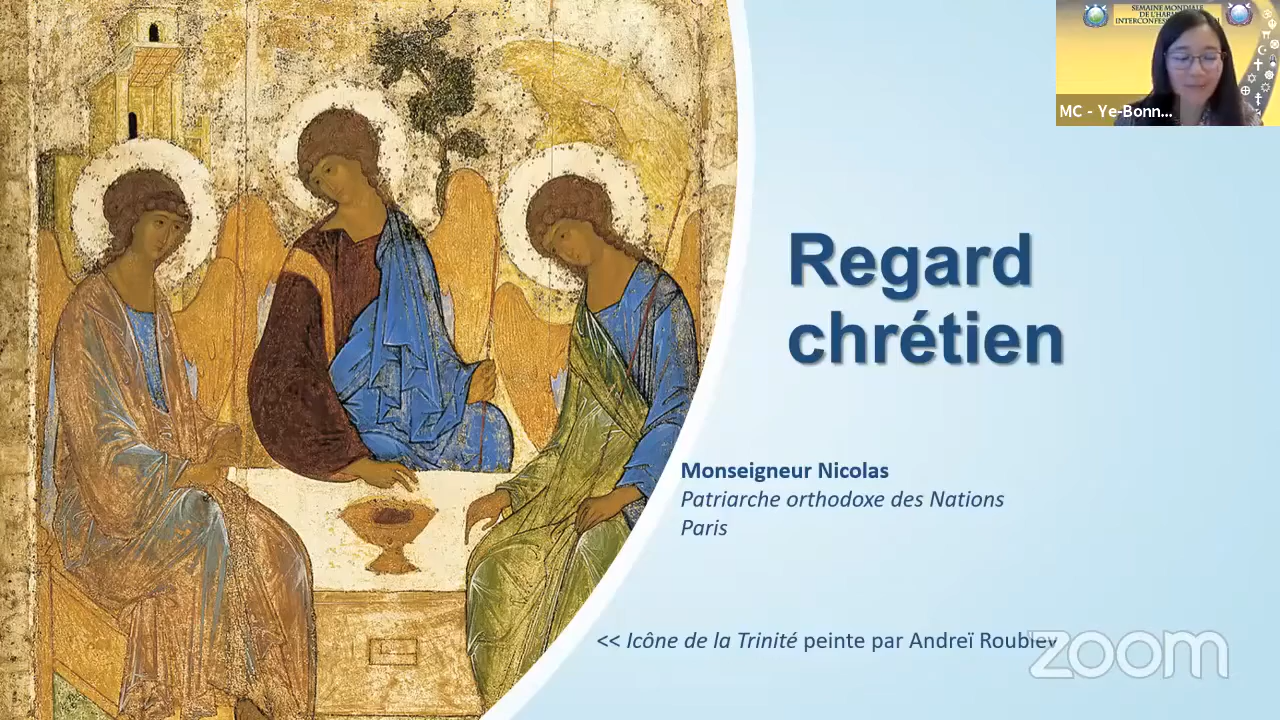 SEMAINE MONDIALE
DE L'HAR
INTERCONFES
MC - Ye-Bonn...
Regard
chrétien
Monseigneur Nicolas
Patriarche orthodoxe des Nations
Paris
<< Icône de la Trinité peinte par Andreï Roublev
zoom